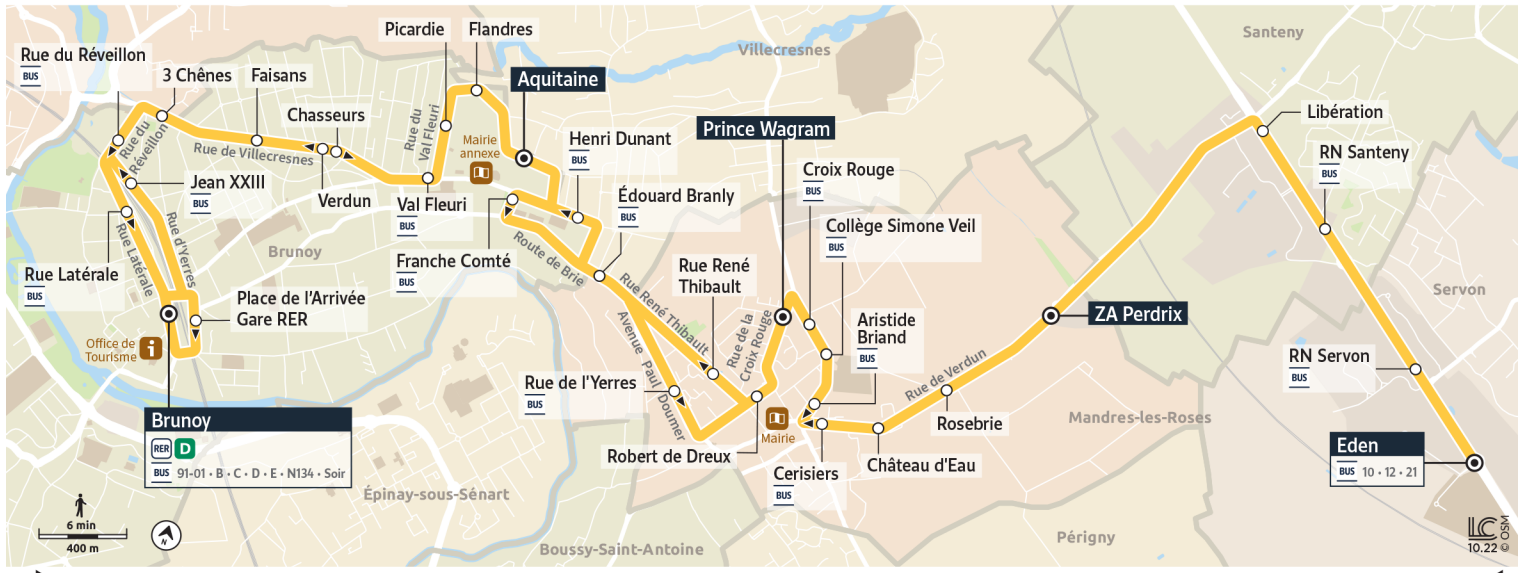 Rue du Réveillon
BUS
3 Chênes
Faisans
Chasseurs
Picardie
Flandres
Aquitaine
Villecresnes
Santeny
Rue du
Réveillon
Rue de Villecresnes
Rue du
Val Fleuri
Mairie
annexe
Henri Dunant
BUS
Prince Wagram
Libération
RN Santeny
BUS
Jean XXIII
BUS
Verdun
Val Fleuri
BUS
Édouard Branly
BUS
Croix Rouge
BUS
Collège Simone Veil
BUS
Rue Latérale
BUS
Rue Latérale
Rue d'Yerres
Brunoy
Franche Comté
BUS
Route de Brie
Rue René
Thibault
Rue René Thibault
Place de l'Arrivée
Gare RER
Office de
Tourisme
i
Avenue Paul Doumer
Rue de la
Croix Rouge
Aristide
Briand
BUS
ZA Perdrix
Servon
RN Servon
BUS
Rue de l'Yerres
BUS
Rue de Verdun
Rosebrie
Mandres-les-Roses
Brunoy
RER D
BUS 91-01 • B • C • D • E • N134 • Soir
Mairie
Robert de Dreux
Cerisiers
BUS
Château d'Eau
Eden
BUS 10 • 12 • 21
Épinay-sous-Sénart
Boussy-Saint-Antoine
Périgny
6 min
400 m
N
LC
10.22 © OSM